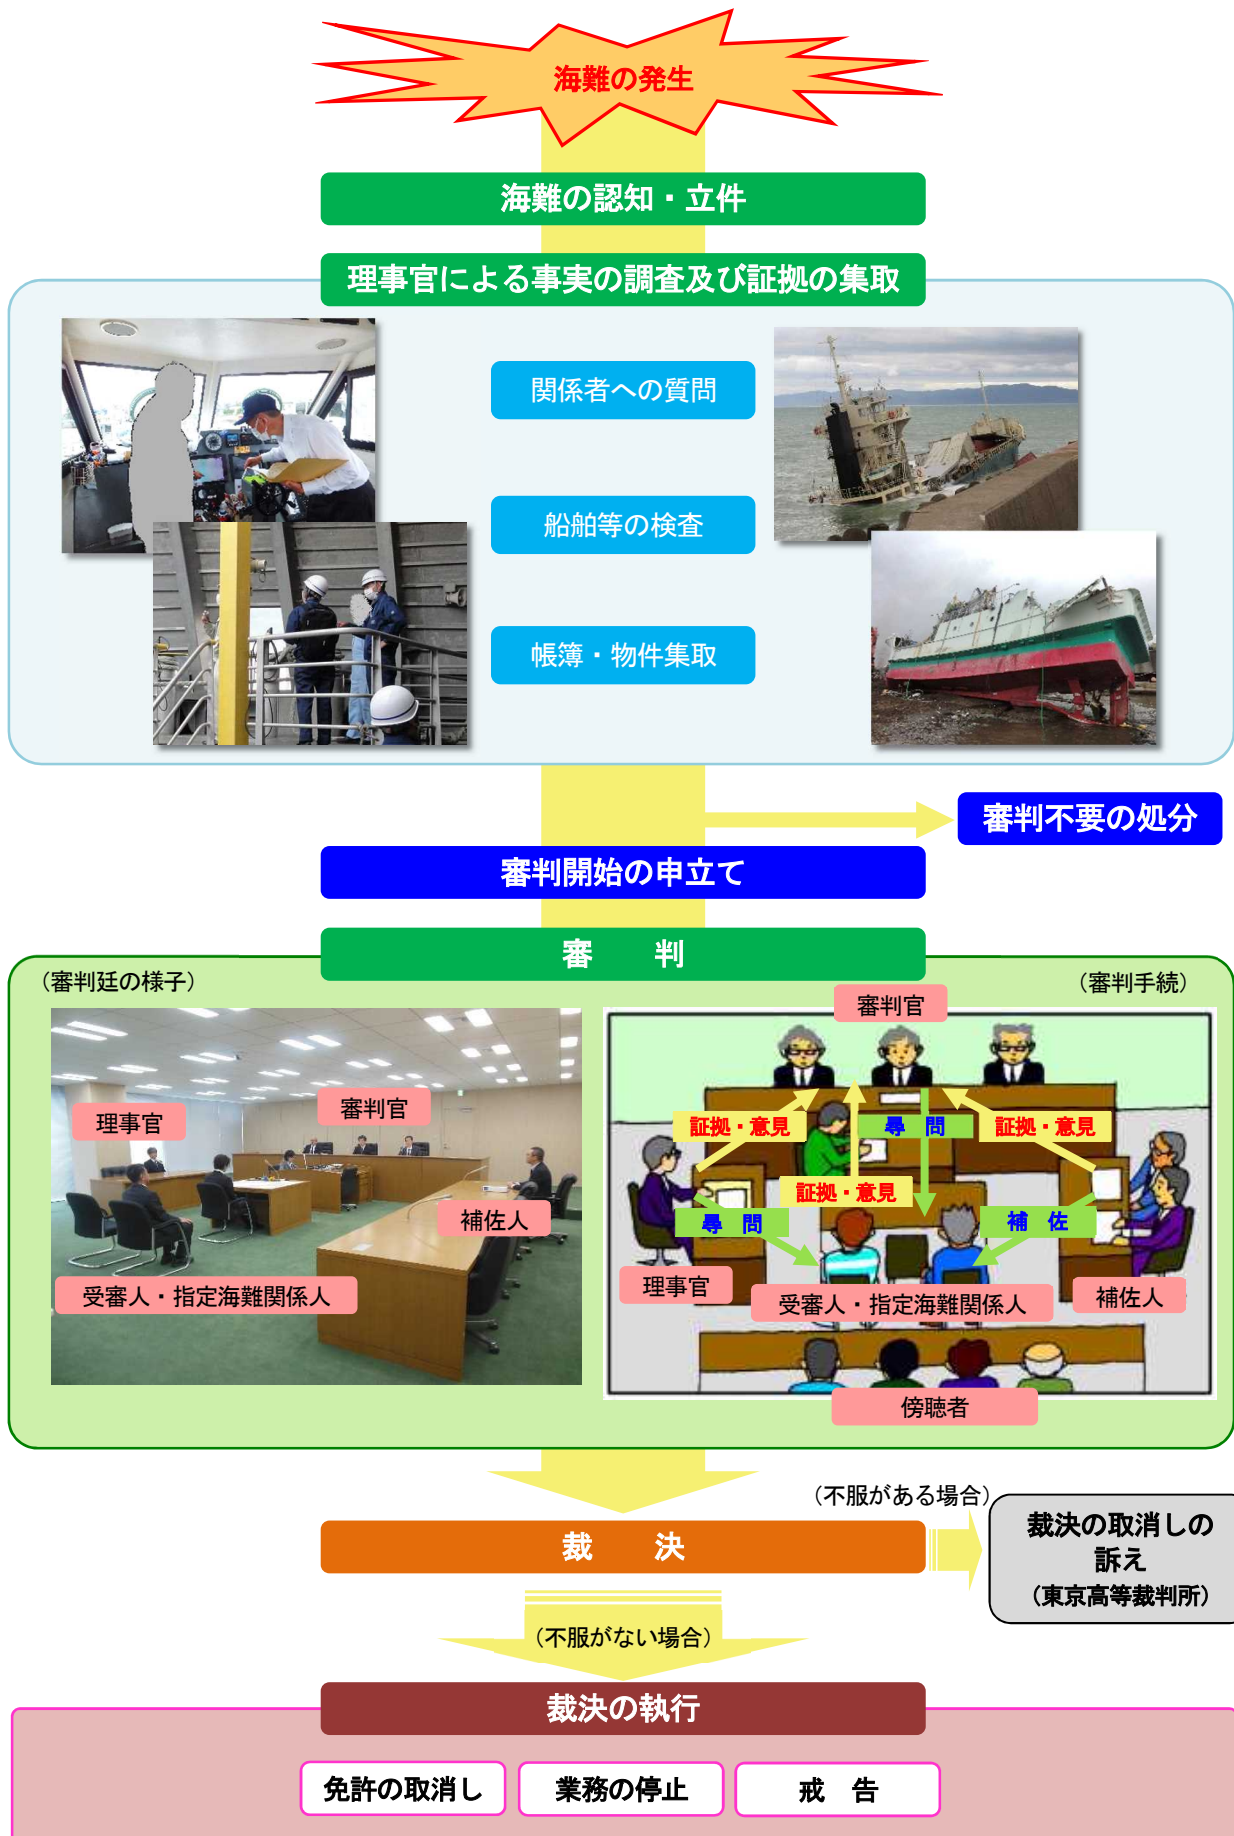 海難の発生
海難の認知・立件
理事官による事実の調査及び証拠の集取
関係者への質問
船舶等の検査
帳簿・物件集取
審判不要の処分
審判開始の申立て
審　　判
（審判廷の様子）
（審判手続）
理事官
審判官
補佐人
受審人・指定海難関係人
審判官
証拠・意見
尋　問
証拠・意見
証拠・意見
尋　問
補　佐
理事官
受審人・指定海難関係人
補佐人
傍聴者
（不服がある場合）
裁　　決
裁決の取消しの
訴え
（東京高等裁判所）
（不服がない場合）
裁決の執行
免許の取消し
業務の停止
戒　告